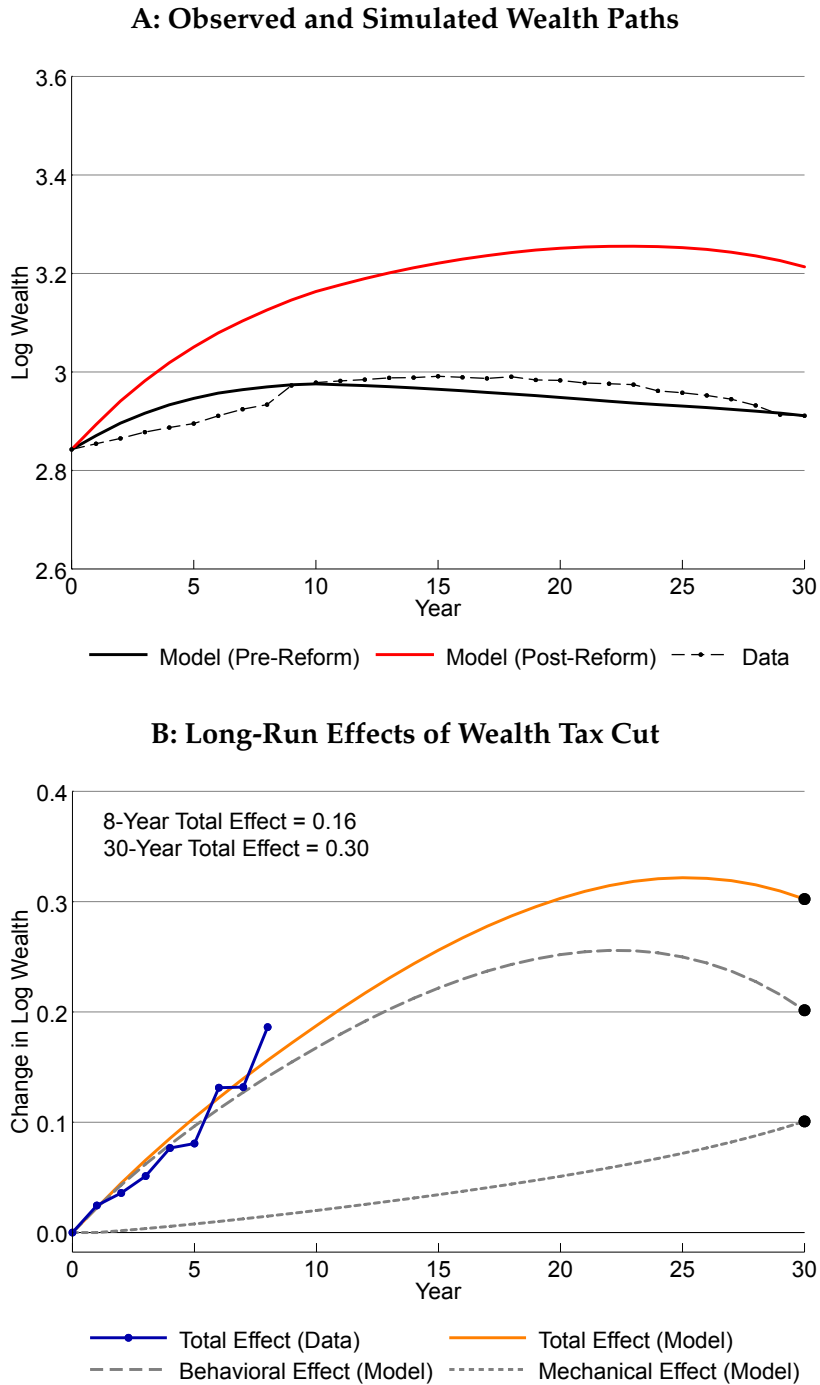 A: Observed and Simulated Wealth Paths
3.6
3.4
3.2
3
2.8
2.6
Log Wealth
0 5 10 15 20 25 30
Year
Model (Pre-Reform) Model (Post-Reform) Data
B: Long-Run Effects of Wealth Tax Cut
0.4
0.3
0.2
0.1
0.0
Change in Log Wealth
8-Year Total Effect = 0.16
30-Year Total Effect = 0.30
0 5 10 15 20 25 30
Year
Total Effect (Data) Total Effect (Model)
Behavioral Effect (Model) Mechanical Effect (Model)